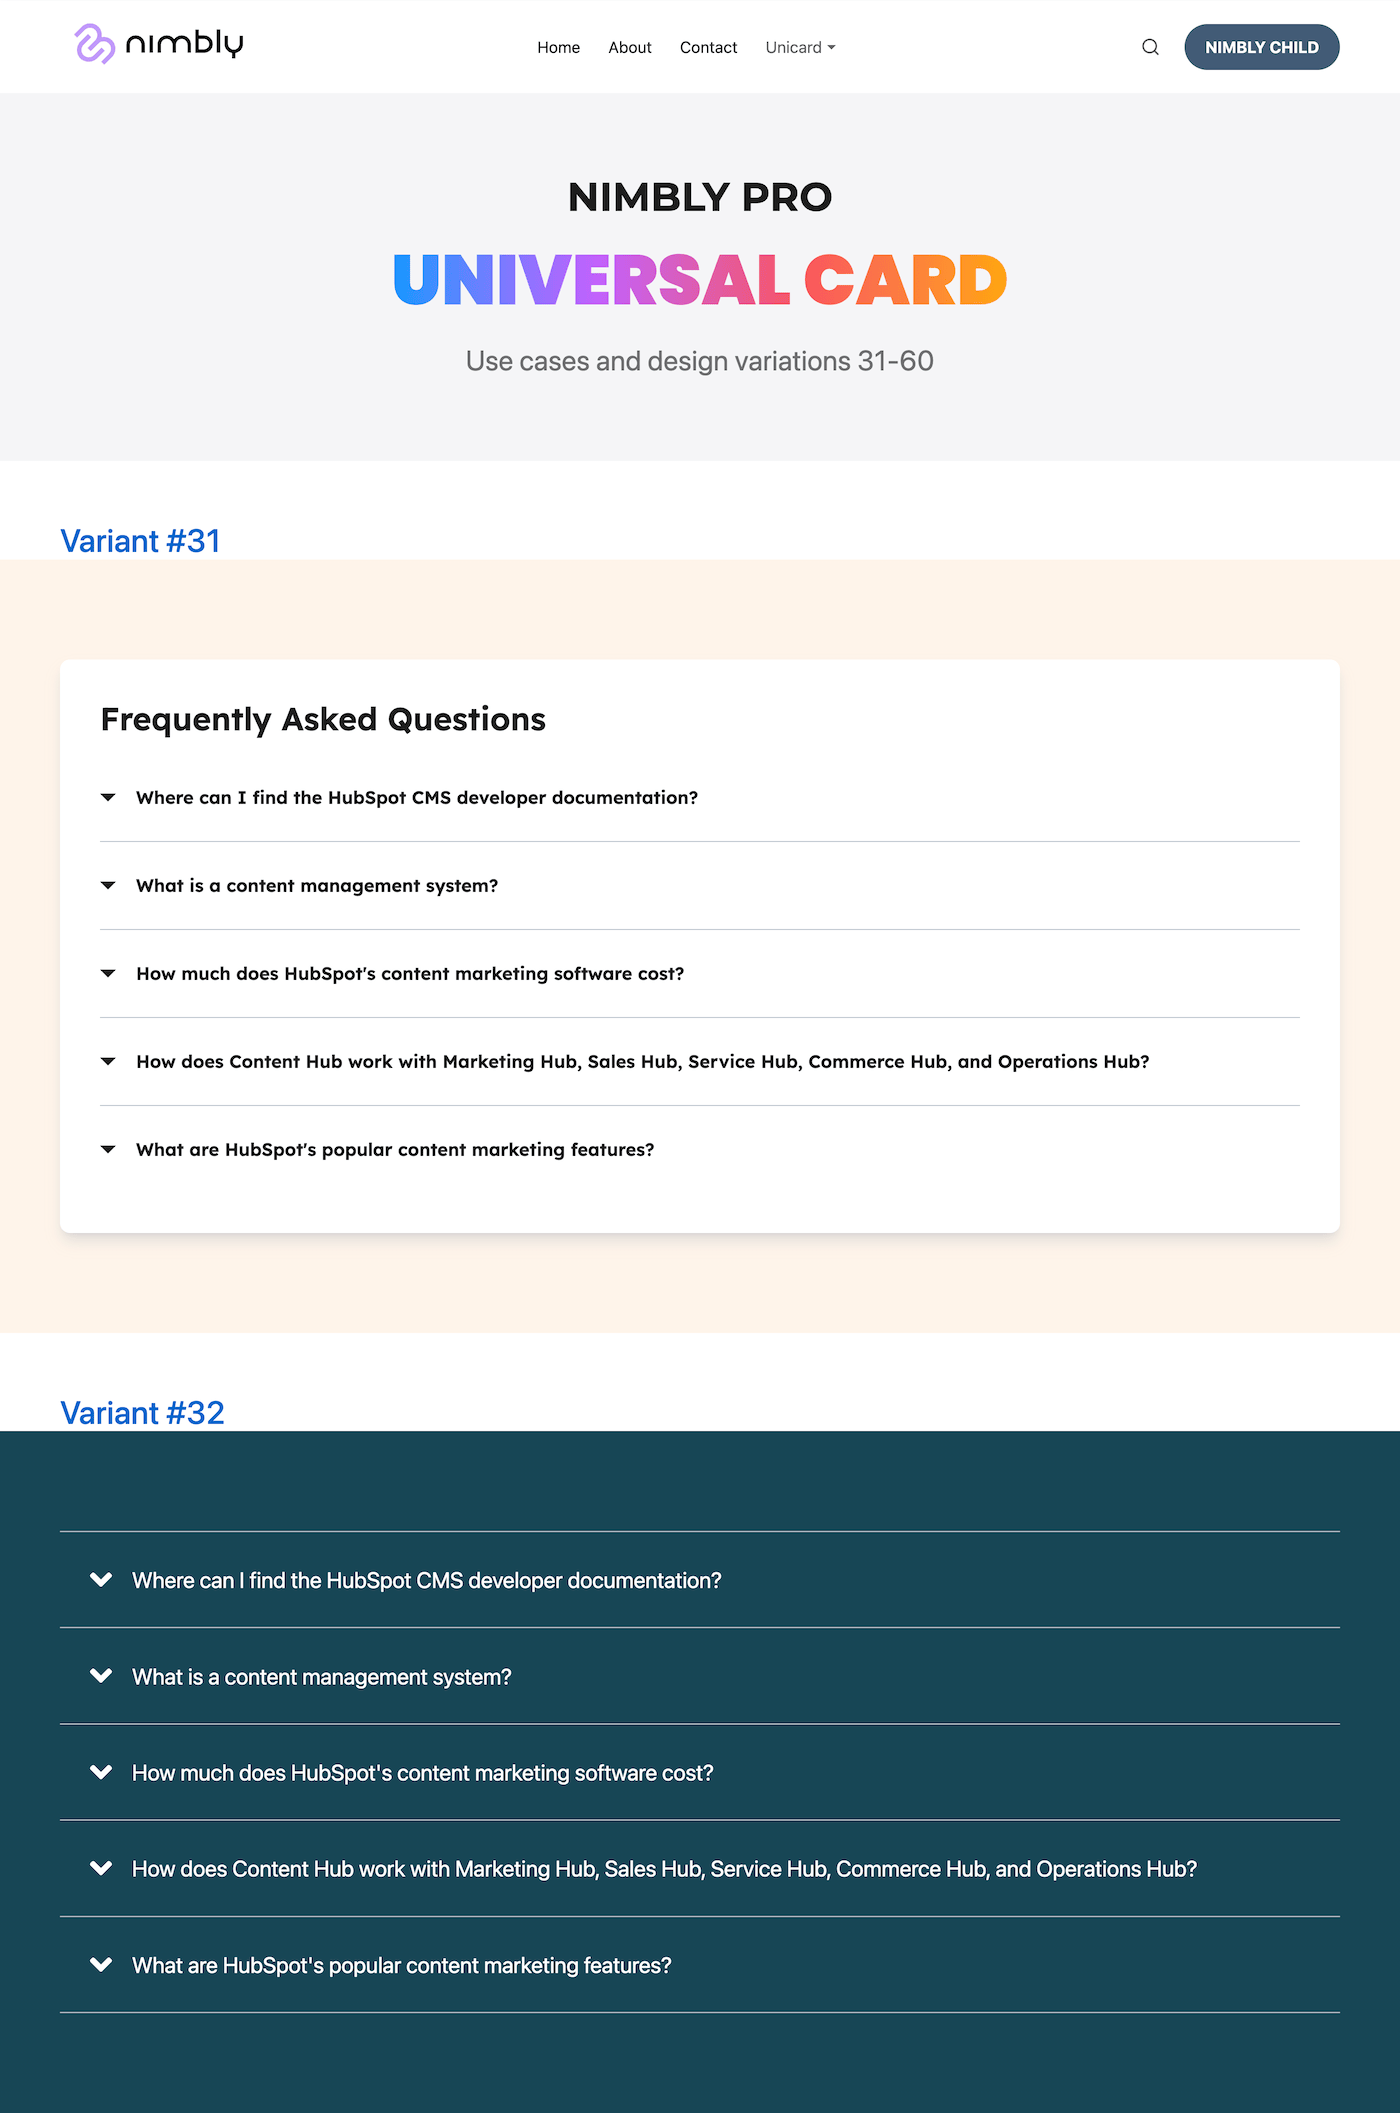 nimbly
Home About Contact Unicard
NIMBLY CHILD
NIMBLY PRO
UNIVERSAL CARD
Use cases and design variations 31-60
Variant #31
Frequently Asked Questions
Where can I find the HubSpot CMS developer documentation?
What is a content management system?
How much does HubSpot's content marketing software cost?
How does Content Hub work with Marketing Hub, Sales Hub, Service Hub, Commerce Hub, and Operations Hub?
What are HubSpot's popular content marketing features?
Variant #32
Where can I find the HubSpot CMS developer documentation?
What is a content management system?
How much does HubSpot's content marketing software cost?
How does Content Hub work with Marketing Hub, Sales Hub, Service Hub, Commerce Hub, and Operations Hub?
What are HubSpot's popular content marketing features?